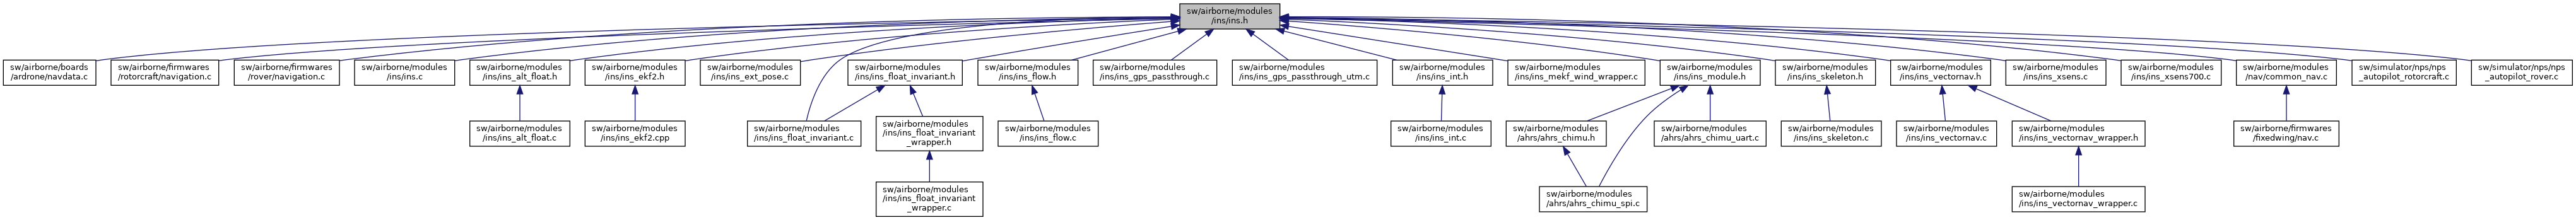 sw/airborne/modules
/ins/ins.h
sw/airborne/boards
/ardrone/navdata.c
sw/airborne/firmwares
/rotorcraft/navigation.c
sw/airborne/firmwares
/rover/navigation.c
sw/airborne/modules
/ins/ins.c
sw/airborne/modules
/ins/ins_alt_float.h
sw/airborne/modules
/ins/ins_ekf2.h
sw/airborne/modules
/ins/ins_ext_pose.c
sw/airborne/modules
/ins/ins_float_invariant.h
sw/airborne/modules
/ins/ins_flow.h
sw/airborne/modules
/ins/ins_gps_passthrough.c
sw/airborne/modules
/ins/ins_gps_passthrough_utm.c
sw/airborne/modules
/ins/ins_int.h
sw/airborne/modules
/ins/ins_mekf_wind_wrapper.c
sw/airborne/modules
/ins/ins_module.h
sw/airborne/modules
/ins/ins_skeleton.h
sw/airborne/modules
/ins/ins_vectornav.h
sw/airborne/modules
/ins/ins_xsens.c
sw/airborne/modules
/ins/ins_xsens700.c
sw/airborne/modules
/nav/common_nav.c
sw/simulator/nps/nps
_autopilot_rotorcraft.c
sw/simulator/nps/nps
_autopilot_rover.c
sw/airborne/modules
/ins/ins_alt_float.c
sw/airborne/modules
/ins/ins_ekf2.cpp
sw/airborne/modules
/ins/ins_float_invariant.c
sw/airborne/modules
/ins/ins_float_invariant
_wrapper.h
sw/airborne/modules
/ins/ins_flow.c
sw/airborne/modules
/ins/ins_int.c
sw/airborne/modules
/ahrs/ahrs_chimu.h
sw/airborne/modules
/ahrs/ahrs_chimu_uart.c
sw/airborne/modules
/ins/ins_skeleton.c
sw/airborne/modules
/ins/ins_vectornav.c
sw/airborne/modules
/ins/ins_vectornav_wrapper.h
sw/airborne/firmwares
/fixedwing/nav.c
sw/airborne/modules
/ins/ins_float_invariant
_wrapper.c
sw/airborne/modules
/ahrs/ahrs_chimu_spi.c
sw/airborne/modules
/ins/ins_vectornav_wrapper.c